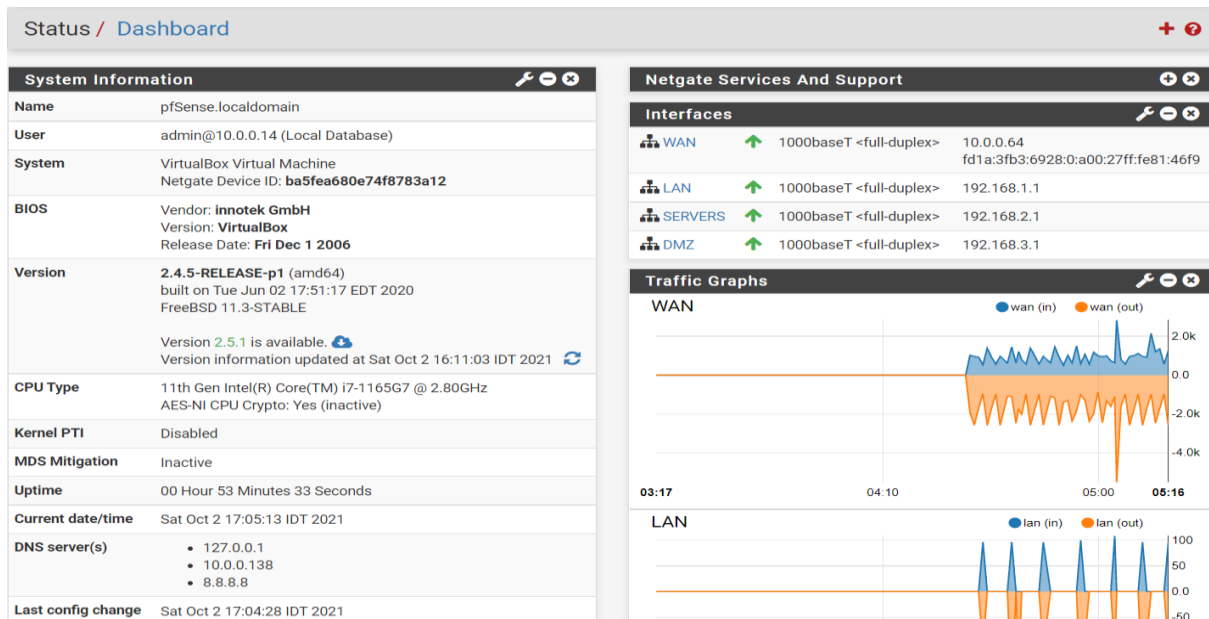 Status / Dashboard
System Information
Name pfSense.localdomain
User admin@10.0.0.14 (Local Database)
System VirtualBox Virtual Machine
Netgate Device ID: ba5fea680e74f8783a12
BIOS Vendor: innotek GmbH
Version: VirtualBox
Release Date: Fri Dec 1 2006
Version 2.4.5-RELEASE-p1 (amd64)
built on Tue Jun 02 17:51:17 EDT 2020
FreeBSD 11.3-STABLE
Version 2.5.1 is available.
Version information updated at Sat Oct 2 16:11:03 IDT 2021
CPU Type 11th Gen Intel(R) Core(TM) i7-1165G7 @ 2.80GHz
AES-NI CPU Crypto: Yes (inactive)
Kernel PTI Disabled
MDS Mitigation Inactive
Uptime 00 Hour 53 Minutes 33 Seconds
Current date/time Sat Oct 2 17:05:13 IDT 2021
DNS server(s) • 127.0.0.1
• 10.0.0.138
• 8.8.8.8
Last config change Sat Oct 2 17:04:28 IDT 2021
Netgate Services And Support
Interfaces
WAN 1000baseT <full-duplex> 10.0.0.64
fd1a:3fb3:6928:0:a00:27ff:fe81:46f9
LAN 1000baseT <full-duplex> 192.168.1.1
SERVERS 1000baseT <full-duplex> 192.168.2.1
DMZ 1000baseT <full-duplex> 192.168.3.1
Traffic Graphs
WAN wan (in) wan (out)
2.0k
0.0
-2.0k
-4.0k
03:17 04:10 05:00 05:16
LAN lan (in) lan (out)
100
50
0.0
-50